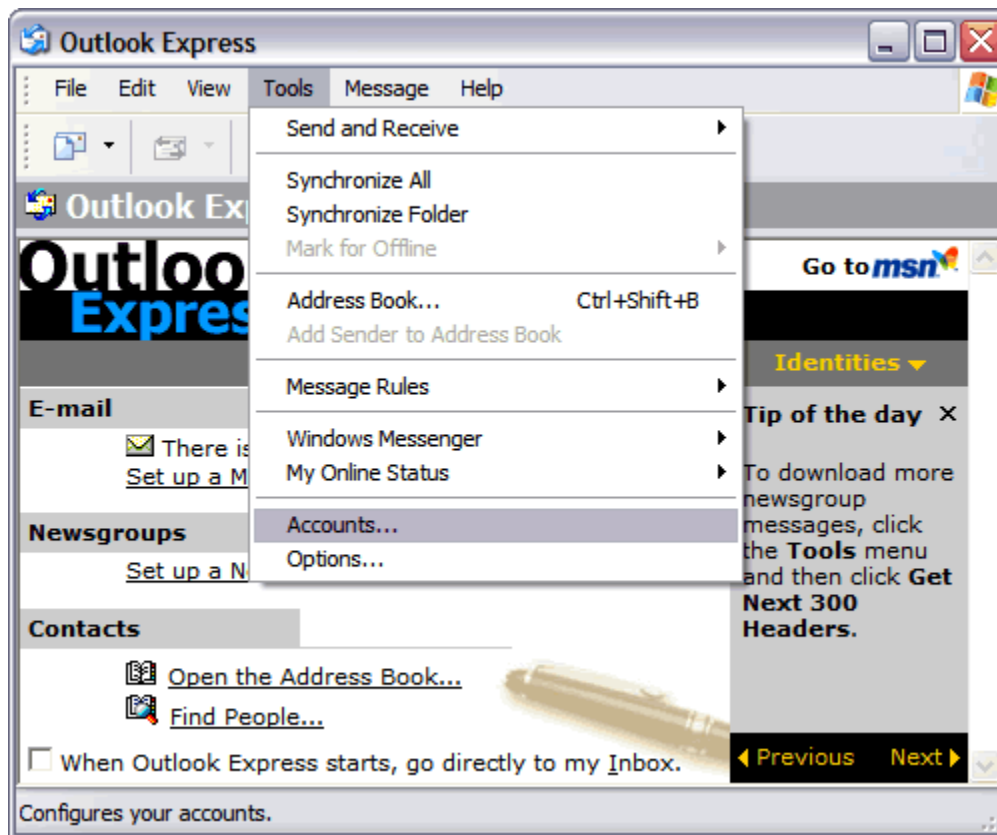 Outlook Express
File Edit View Tools Message Help
Send and Receive
Synchronize All
Synchronize Folder
Mark for Offline
Address Book... Ctrl+Shift+B
Add Sender to Address Book
Message Rules
Windows Messenger
My Online Status
Accounts...
Options...
Outlook Ex
Outloo
Expres
Go to msn
Identities
E-mail
There is
Set up a M
Newsgroups
Set up a N
Contacts
Open the Address Book...
Find People...
When Outlook Express starts, go directly to my Inbox.
Tip of the day
To download more
newsgroup
messages, click
the Tools menu
and then click Get
Next 300
Headers.
Previous Next
Configures your accounts.